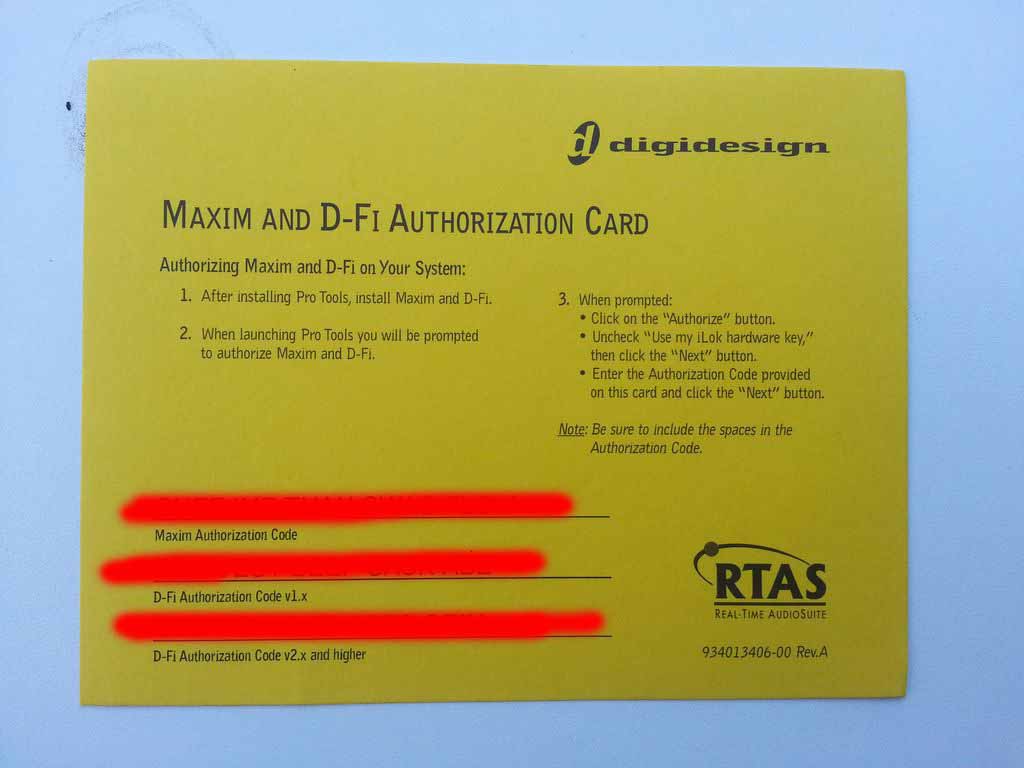 digidesign
MAXIM AND D-FI AUTHORIZATION CARD
Authorizing Maxim and D-Fi on Your System:
1. After installing Pro Tools, install Maxim and D-Fi.
2. When launching Pro Tools you will be prompted
to authorize Maxim and D-Fi.
3. When prompted:
• Click on the “Authorize” button.
• Uncheck “Use my iLok hardware key,”
then click the “Next” button.
• Enter the Authorization Code provided
on this card and click the “Next” button.
Note: Be sure to include the spaces in the
Authorization Code.
Maxim Authorization Code
D-Fi Authorization Code v1.x
D-Fi Authorization Code v2.x and higher
RTAS
REAL-TIME AUDIOSUITE
934013406-00 Rev.A